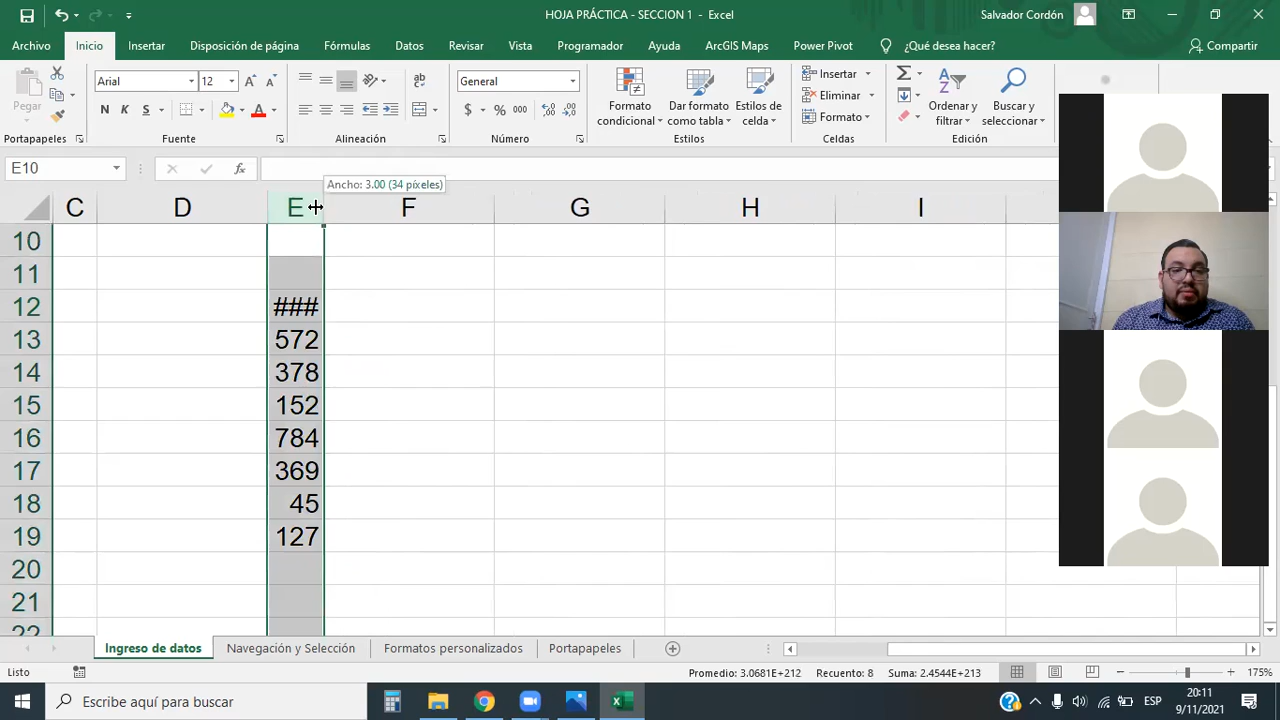 HOJA PRÁCTICA - SECCION 1 - Excel
Salvador Cordón
Archivo Inicio Insertar Disposición de página Fórmulas Datos Revisar Vista Programador Ayuda ArcGIS Maps Power Pivot ¿Qué desea hacer? Compartir
Pegar
Arial 12
N K S
General
$ % 000
Formato condicional
Dar formato como tabla
Estilos de celda
Insertar
Eliminar
Formato
Ordenar y filtrar
Buscar y seleccionar
Portapapeles Fuente Alineación Número Estilos Celdas Edición
E10 fx
Ancho: 3.00 (34 píxeles)
C D E F G H I
10
11
12 ###
13 572
14 378
15 152
16 784
17 369
18 45
19 127
20
21
22
Ingreso de datos Navegación y Selección Formatos personalizados Portapapeles
Listo Promedio: 3.0681E+212 Recuento: 8 Suma: 2.4544E+213 175%
Escribe aquí para buscar ESP 20:11
9/11/2021